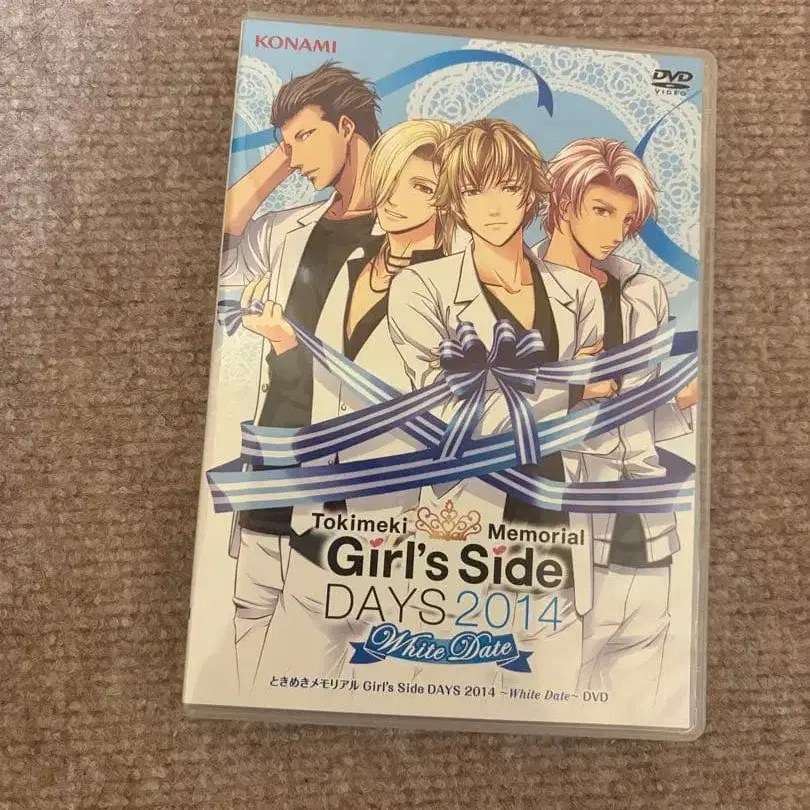 KONAMI
DVD
VIDEO
Tokimeki Memorial
Girl's Side
DAYS 2014
White Date
ときめきメモリアル Girl's Side DAYS 2014 ~White Date~ DVD